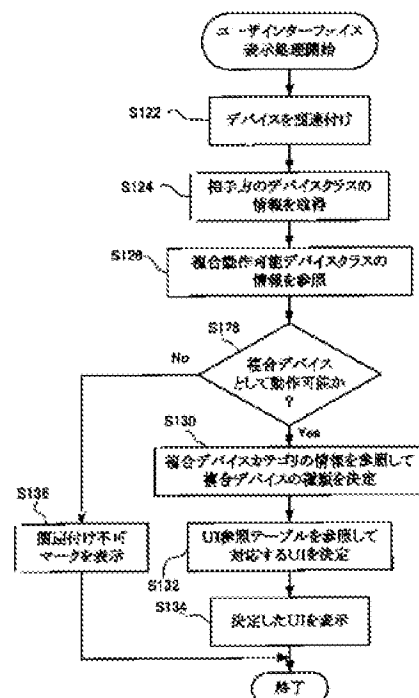 ユーザインターフェイス
表示処理開始
S122
デバイスを関連付け
S124
相手方のデバイスクラスの
情報を取得
S126
複合動作可能デバイスクラスの
情報を参照
S178
No
複合デバイス
として動作可能か
?
Yes
S130
複合デバイスカテゴリの情報を参照して
複合デバイスの種類を決定
S136
関連付け不可
マークを表示
UI参照テーブルを参照して
対応するUIを決定
S132
S134
決定したUIを表示
終了